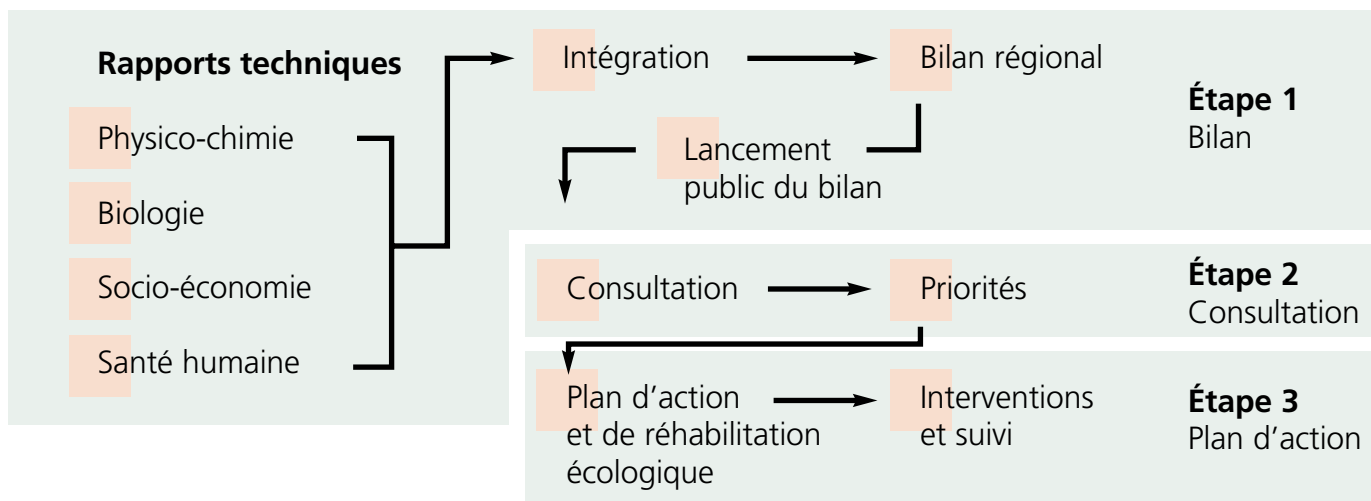 Rapports techniques
Physico-chimie
Biologie
Socio-économie
Santé humaine
Intégration
Bilan régional
Lancement
public du bilan
Étape 1
Bilan
Consultation
Priorités
Étape 2
Consultation
Plan d’action
et de réhabilitation
écologique
Interventions
et suivi
Étape 3
Plan d’action